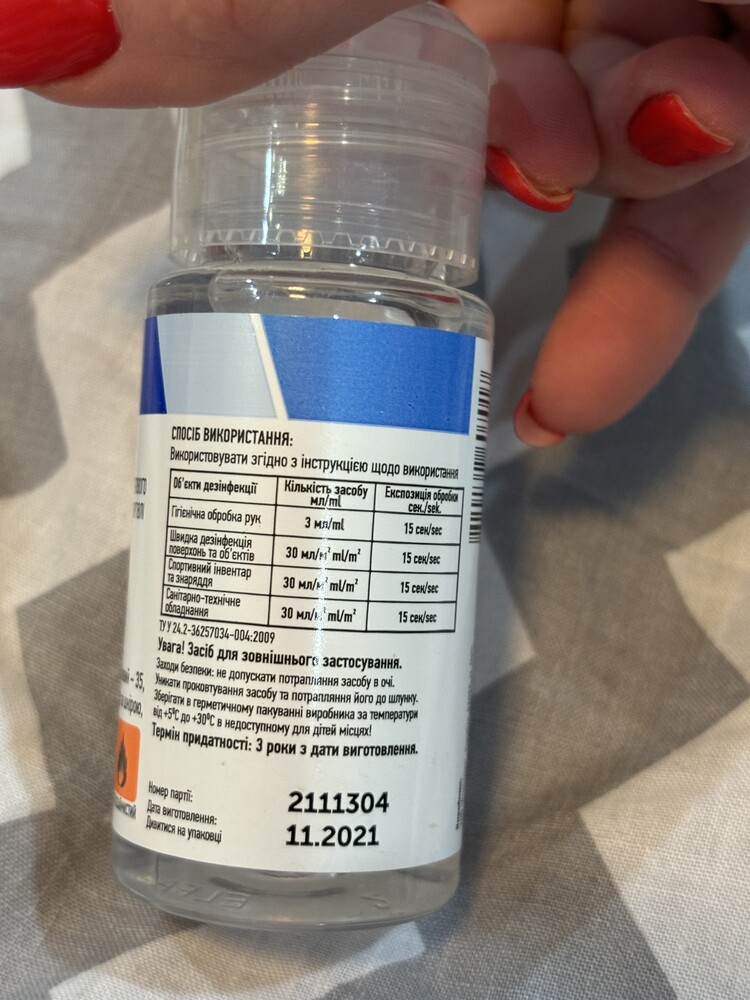 СПОСІБ ВИКОРИСТАННЯ:
Використовувати згідно з інструкцією щодо використання
Об'єкти дезінфекції Кількість засобу мл/ml Експозиція обробки сек./sek.
Гігієнічна обробка рук 3 мл/ml 15 сек/sec
Швидка дезінфекція поверхонь та об'єктів 30 мл/м² ml/m² 15 сек/sec
Спортивний інвентар та знаряддя 30 мл/м² ml/m² 15 сек/sec
Санітарно-технічне обладнання 30 мл/м² ml/m² 15 сек/sec
ТУ У 24.2-36257034-004:2009
Увага! Засіб для зовнішнього застосування.
Заходи безпеки: не допускати потрапляння засобу в очі.
Уникати проковтування засобу та потрапляння його до шлунку.
Зберігати в герметичному пакуванні виробника за температури
від +5°С до +30°С в недоступному для дітей місцях!
Термін придатності: 3 роки з дати виготовлення.
Номер партії: 2111304
Дата виготовлення: 11.2021
Дивитися на упаковці
– 35,